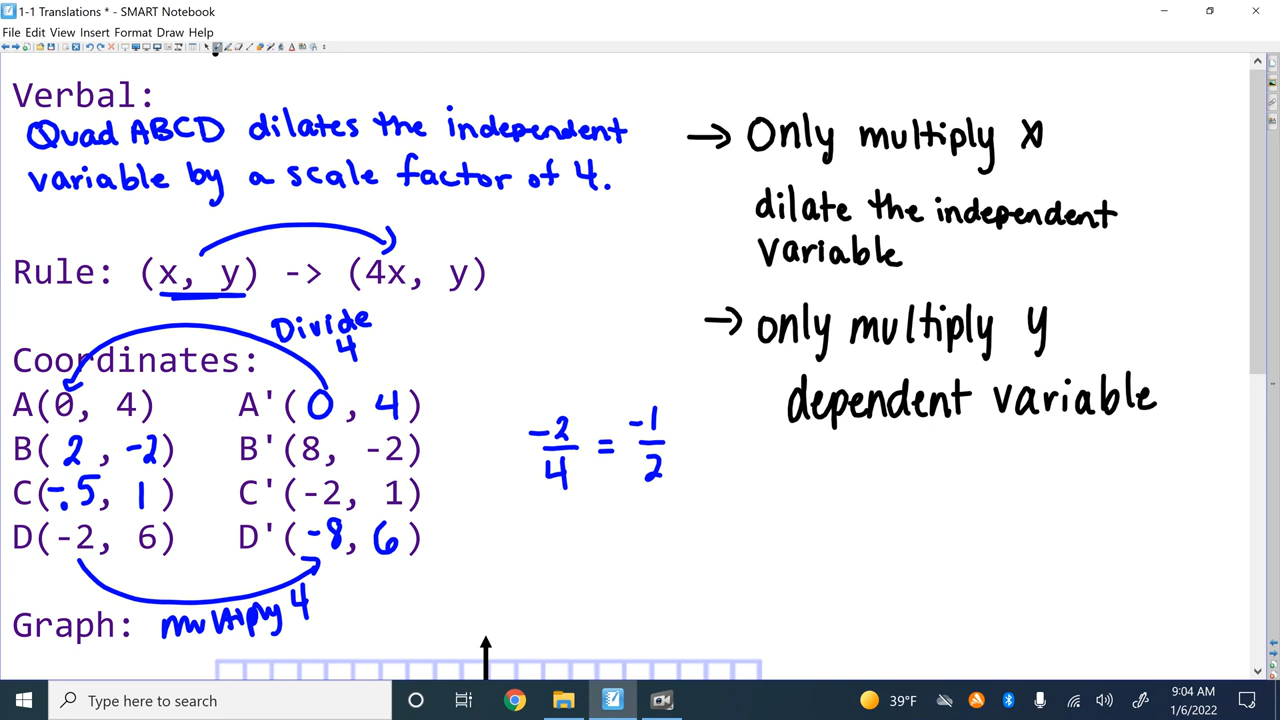 1-1 Translations * - SMART Notebook
File Edit View Insert Format Draw Help
Verbal:
Quad ABCD dilates the independent
variable by a scale factor of 4.
Rule: (x, y) -> (4x, y)
Divide
4
Coordinates:
A(0, 4) A'( 0 , 4 )
B( 2 , -2) B'(8, -2)
C(-.5, 1 ) C'(-2, 1)
D(-2, 6) D'( -8, 6 )
multiply 4
Graph:
-2/4 = -1/2
→ Only multiply x
dilate the independent
variable
→ only multiply y
dependent variable
Type here to search
39°F
9:04 AM
1/6/2022